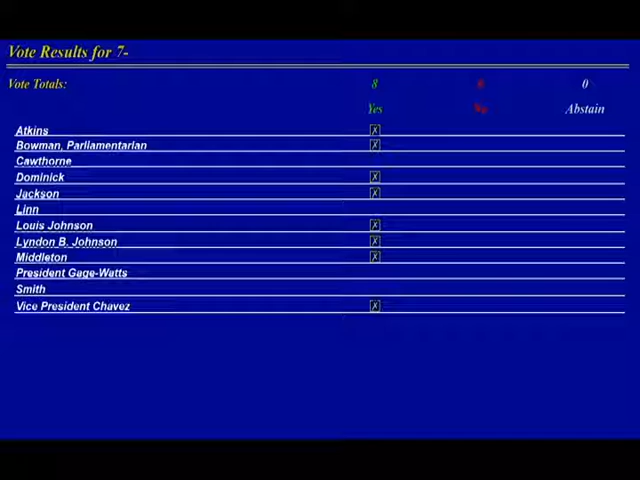 Vote Results for 7-
Vote Totals: 8 0
Yes No Abstain
Atkins
Bowman, Parliamentarian
Cawthorne
Dominick
Jackson
Linn
Louis Johnson
Lyndon B. Johnson
Middleton
President Gage-Watts
Smith
Vice President Chavez